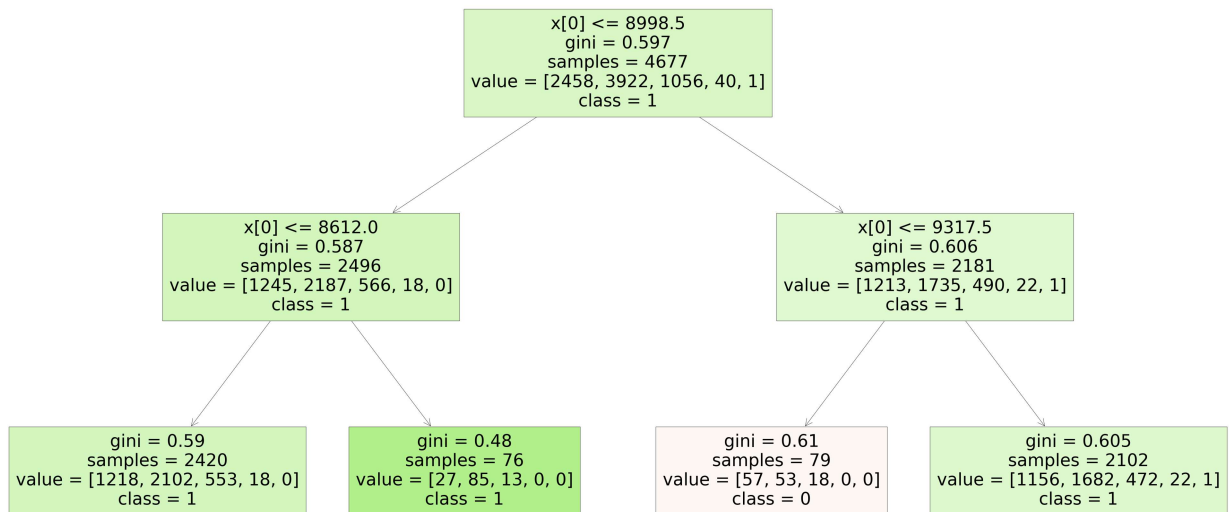 x[0] <= 8998.5
gini = 0.597
samples = 4677
value = [2458, 3922, 1056, 40, 1]
class = 1
x[0] <= 8612.0
gini = 0.587
samples = 2496
value = [1245, 2187, 566, 18, 0]
class = 1
x[0] <= 9317.5
gini = 0.606
samples = 2181
value = [1213, 1735, 490, 22, 1]
class = 1
gini = 0.59
samples = 2420
value = [1218, 2102, 553, 18, 0]
class = 1
gini = 0.48
samples = 76
value = [27, 85, 13, 0, 0]
class = 1
gini = 0.61
samples = 79
value = [57, 53, 18, 0, 0]
class = 0
gini = 0.605
samples = 2102
value = [1156, 1682, 472, 22, 1]
class = 1